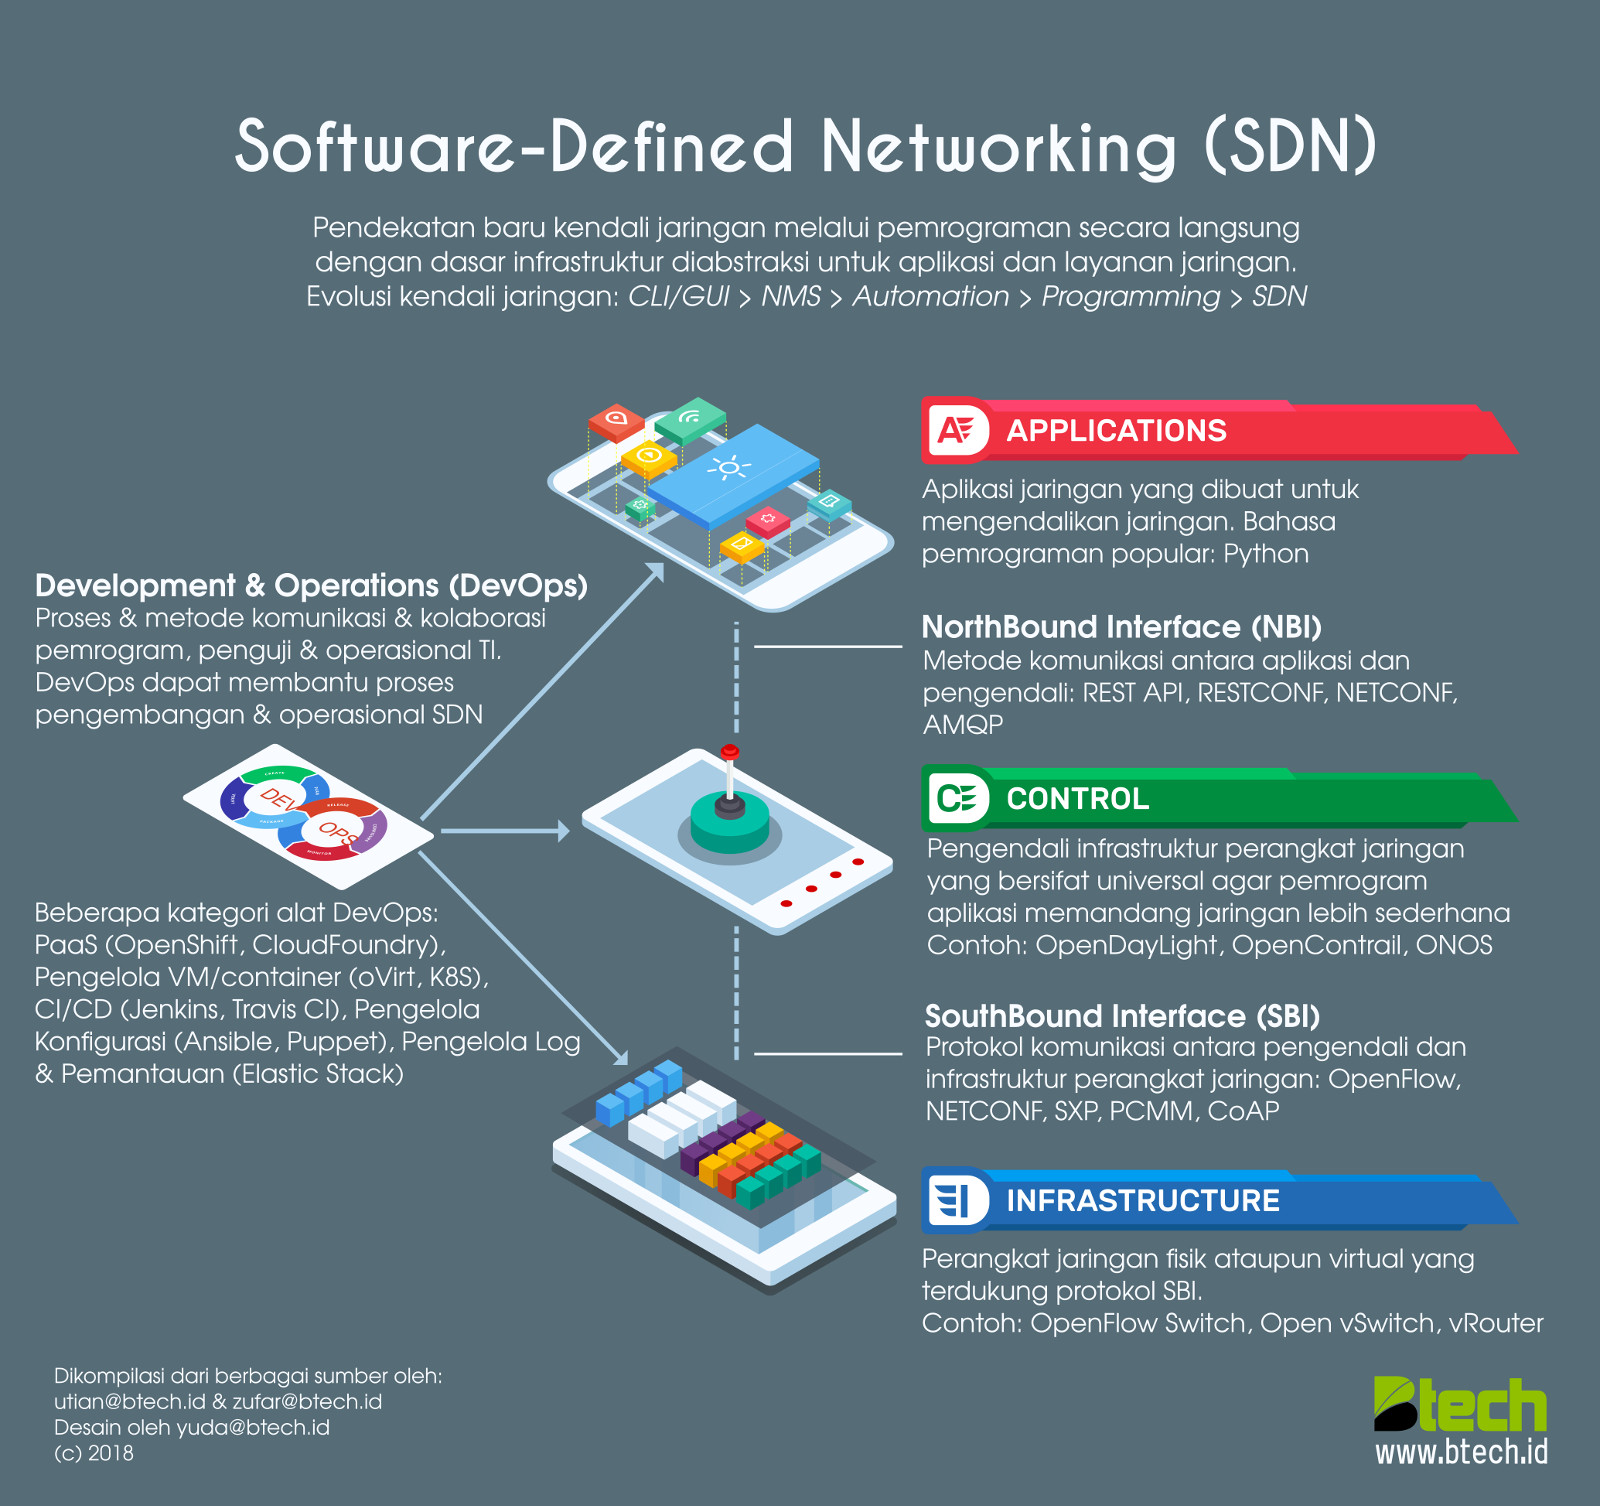 Software-Defined Networking (SDN)
Pendekatan baru kendali jaringan melalui pemrograman secara langsung
dengan dasar infrastruktur diabstraksi untuk aplikasi dan layanan jaringan.
Evolusi kendali jaringan: CLI/GUI > NMS > Automation > Programming > SDN
APPLICATIONS
Aplikasi jaringan yang dibuat untuk
mengendalikan jaringan. Bahasa
pemrograman popular: Python
Development & Operations (DevOps)
Proses & metode komunikasi & kolaborasi
pemrogram, penguji & operasional TI.
DevOps dapat membantu proses
pengembangan & operasional SDN
NorthBound Interface (NBI)
Metode komunikasi antara aplikasi dan
pengendali: REST API, RESTCONF, NETCONF,
AMQP
DEV
OPS
CREATE
RELEASE
MONITOR
CONTROL
Pengendali infrastruktur perangkat jaringan
yang bersifat universal agar pemrogram
aplikasi memandang jaringan lebih sederhana
Contoh: OpenDayLight, OpenContrail, ONOS
Beberapa kategori alat DevOps:
PaaS (OpenShift, CloudFoundry),
Pengelola VM/container (oVirt, K8S),
CI/CD (Jenkins, Travis CI), Pengelola
Konfigurasi (Ansible, Puppet), Pengelola Log
& Pemantauan (Elastic Stack)
SouthBound Interface (SBI)
Protokol komunikasi antara pengendali dan
infrastruktur perangkat jaringan: OpenFlow,
NETCONF, SXP, PCMM, CoAP
INFRASTRUCTURE
Perangkat jaringan fisik ataupun virtual yang
terdukung protokol SBI.
Contoh: OpenFlow Switch, Open vSwitch, vRouter
Dikompilasi dari berbagai sumber oleh:
utian@btech.id & zufar@btech.id
Desain oleh yuda@btech.id
(c) 2018
Btech
www.btech.id